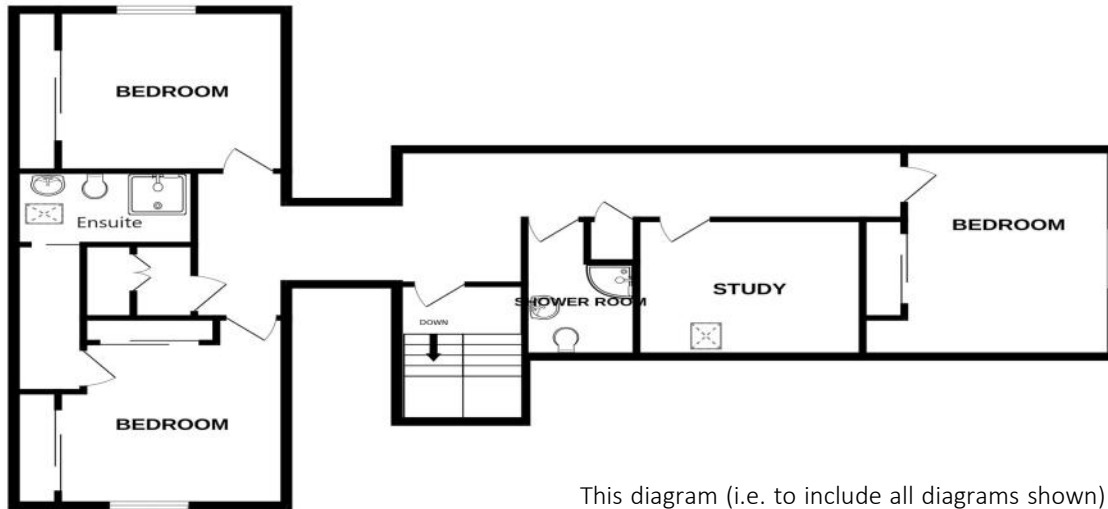 BEDROOM
Ensuite
BEDROOM
STUDY
SHOWER ROOM
DOWN
BEDROOM
This diagram (i.e. to include all diagrams shown)